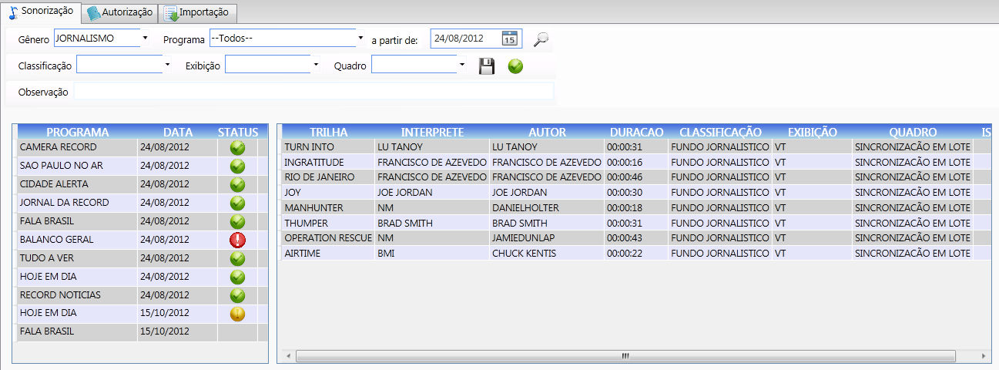 Sonorização Autorização Importação
Gênero JORNALISMO Programa --Todos-- a partir de: 24/08/2012 15
Classificação Exibição Quadro
Observação
PROGRAMA DATA STATUS
CAMERA RECORD 24/08/2012
SAO PAULO NO AR 24/08/2012
CIDADE ALERTA 24/08/2012
JORNAL DA RECORD 24/08/2012
FALA BRASIL 24/08/2012
BALANCO GERAL 24/08/2012
TUDO A VER 24/08/2012
HOJE EM DIA 24/08/2012
RECORD NOTICIAS 24/08/2012
HOJE EM DIA 15/10/2012
FALA BRASIL 15/10/2012
TRILHA INTERPRETE AUTOR DURACAO CLASSIFICAÇÃO EXIBIÇÃO QUADRO IS
TURN INTO LU TANOY LU TANOY 00:00:31 FUNDO JORNALISTICO VT SINCRONIZACÃO EM LOTE
INGRATITUDE FRANCISCO DE AZEVEDO FRANCISCO DE AZEVEDO 00:00:16 FUNDO JORNALISTICO VT SINCRONIZACÃO EM LOTE
RIO DE JANEIRO FRANCISCO DE AZEVEDO FRANCISCO DE AZEVEDO 00:00:46 FUNDO JORNALISTICO VT SINCRONIZACÃO EM LOTE
JOY JOE JORDAN JOE JORDAN 00:00:30 FUNDO JORNALISTICO VT SINCRONIZACÃO EM LOTE
MANHUNTER NM DANIELHOLTER 00:00:18 FUNDO JORNALISTICO VT SINCRONIZACÃO EM LOTE
THUMPER BRAD SMITH BRAD SMITH 00:00:31 FUNDO JORNALISTICO VT SINCRONIZACÃO EM LOTE
OPERATION RESCUE NM JAMIEDUNLAP 00:00:43 FUNDO JORNALISTICO VT SINCRONIZACÃO EM LOTE
AIRTIME BMI CHUCK KENTIS 00:00:22 FUNDO JORNALISTICO VT SINCRONIZACÃO EM LOTE